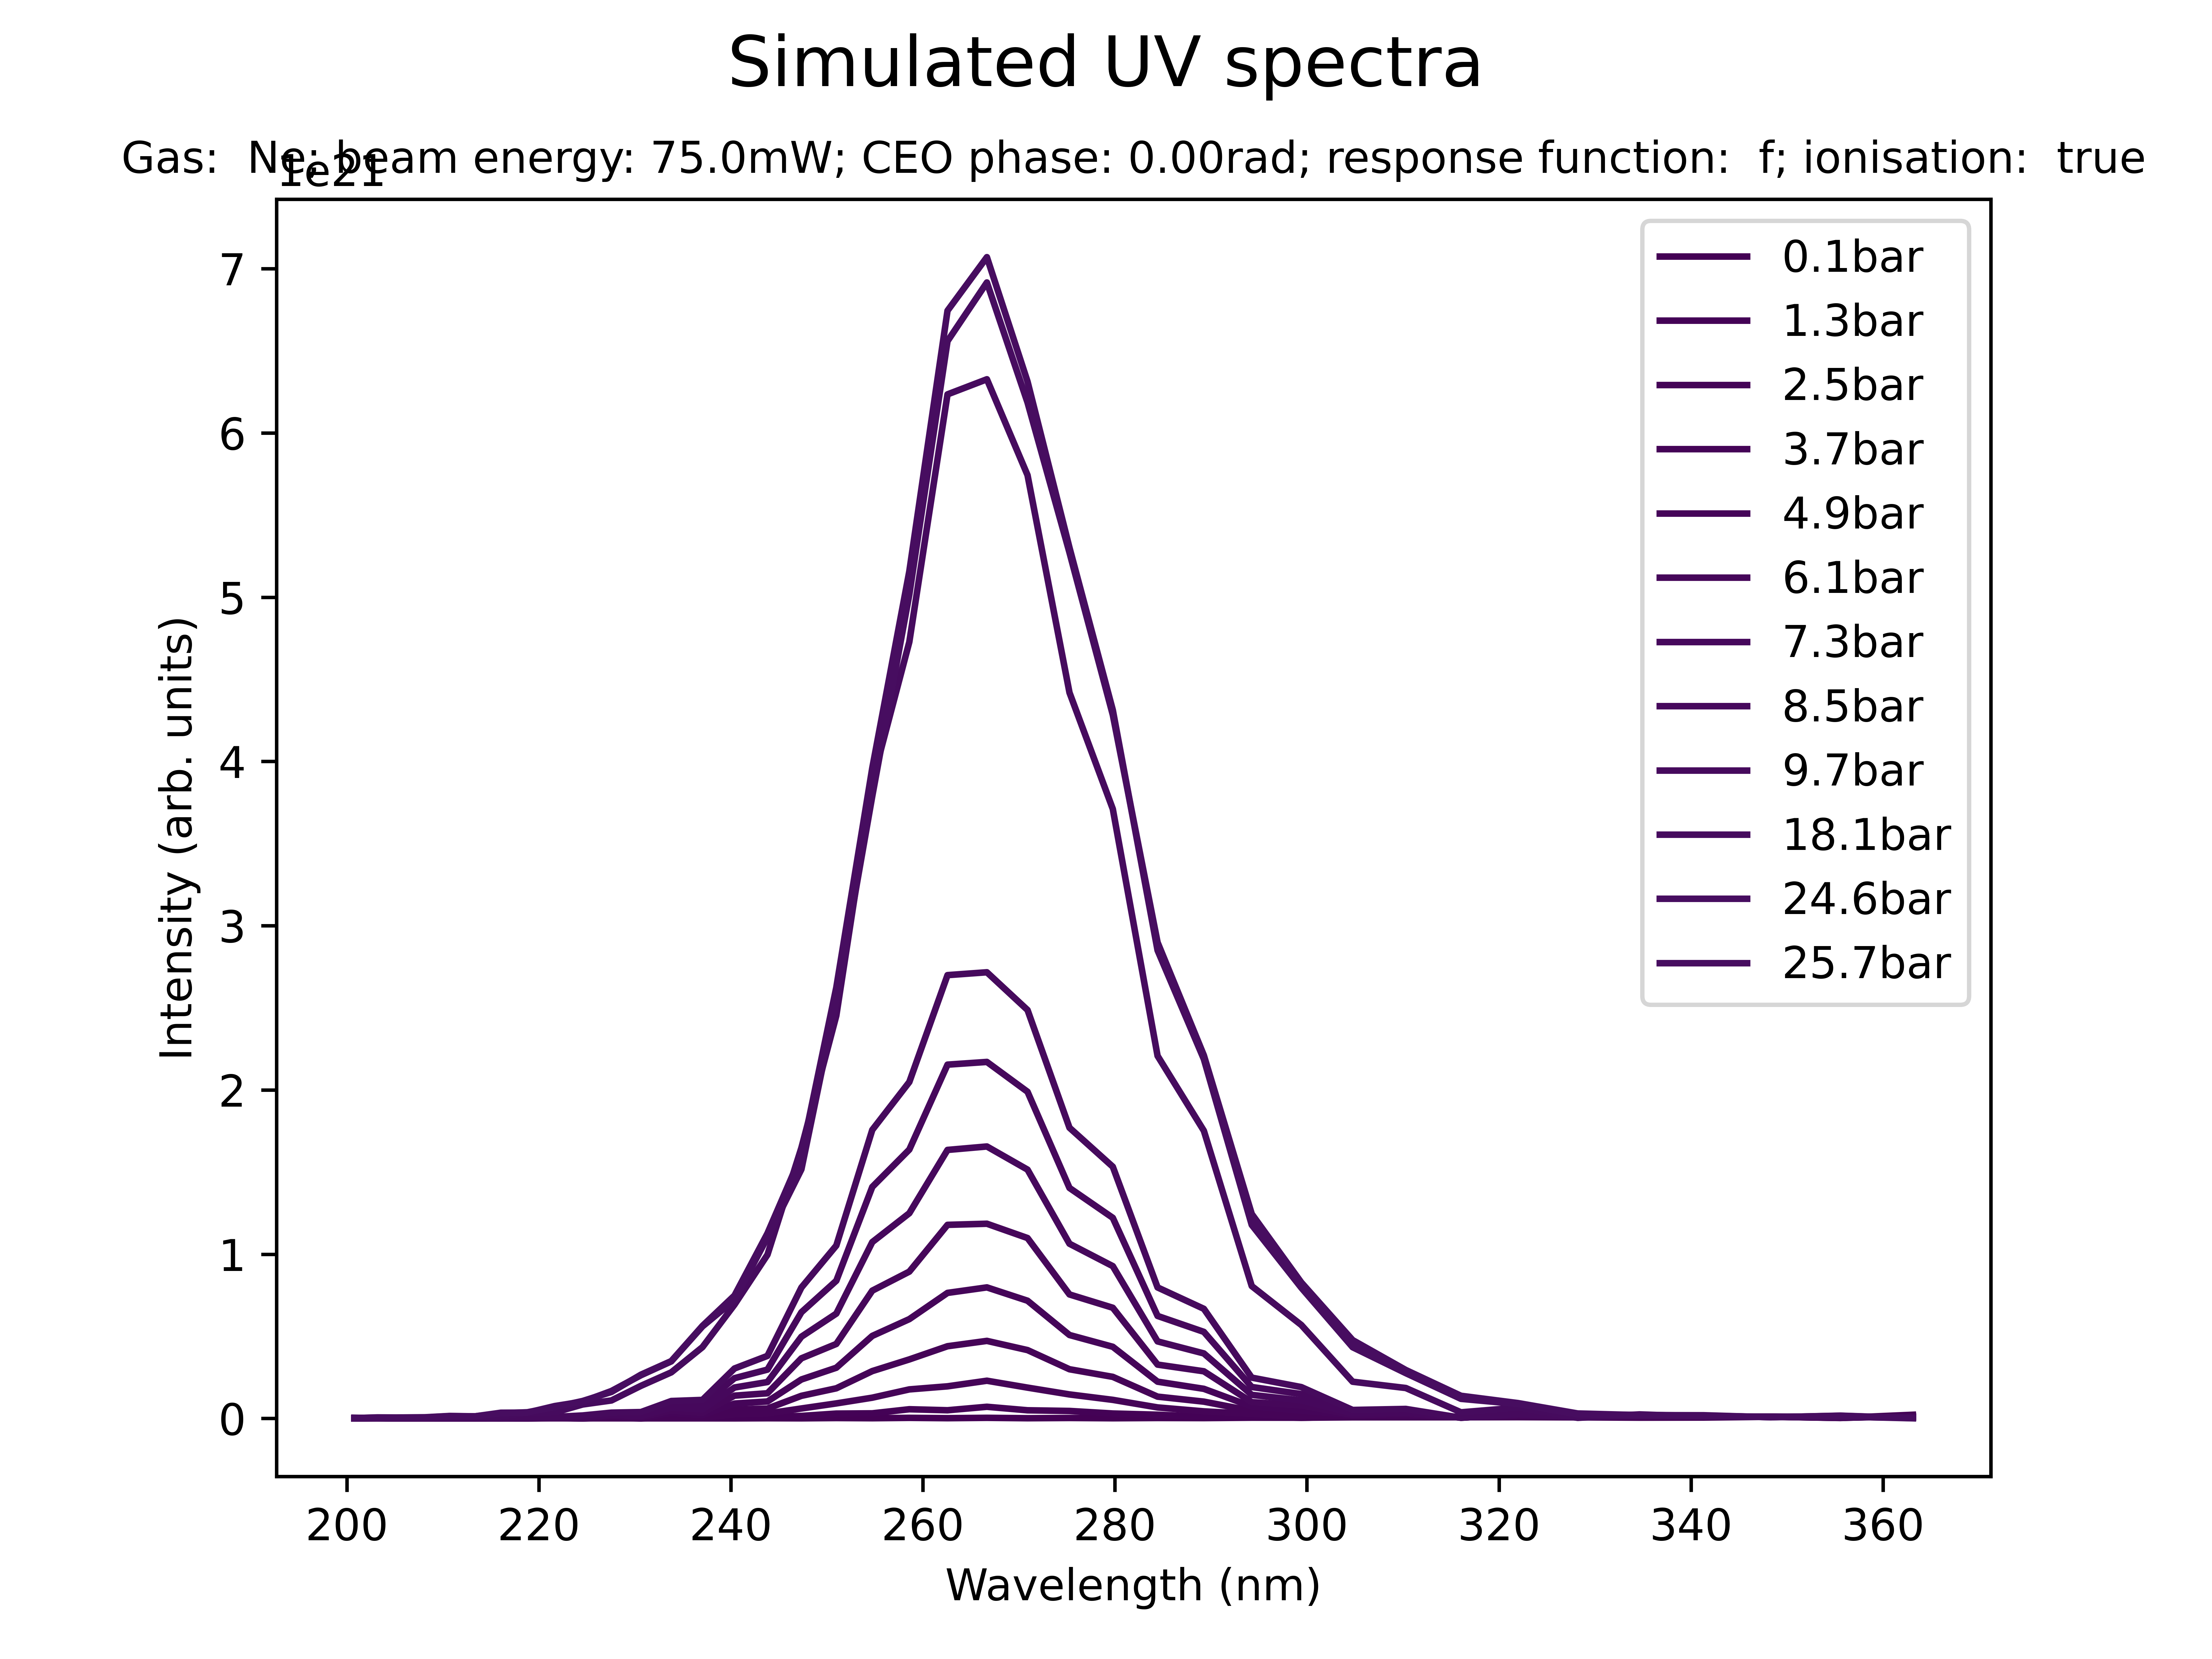 Simulated UV spectra
Gas:  Ne; beam energy: 75.0mW; CEO phase: 0.00rad; response function:  f; ionisation:  true
1e21
7
6
5
4
3
2
1
0
Intensity (arb. units)
0.1bar
1.3bar
2.5bar
3.7bar
4.9bar
6.1bar
7.3bar
8.5bar
9.7bar
18.1bar
24.6bar
25.7bar
200 220 240 260 280 300 320 340 360
Wavelength (nm)